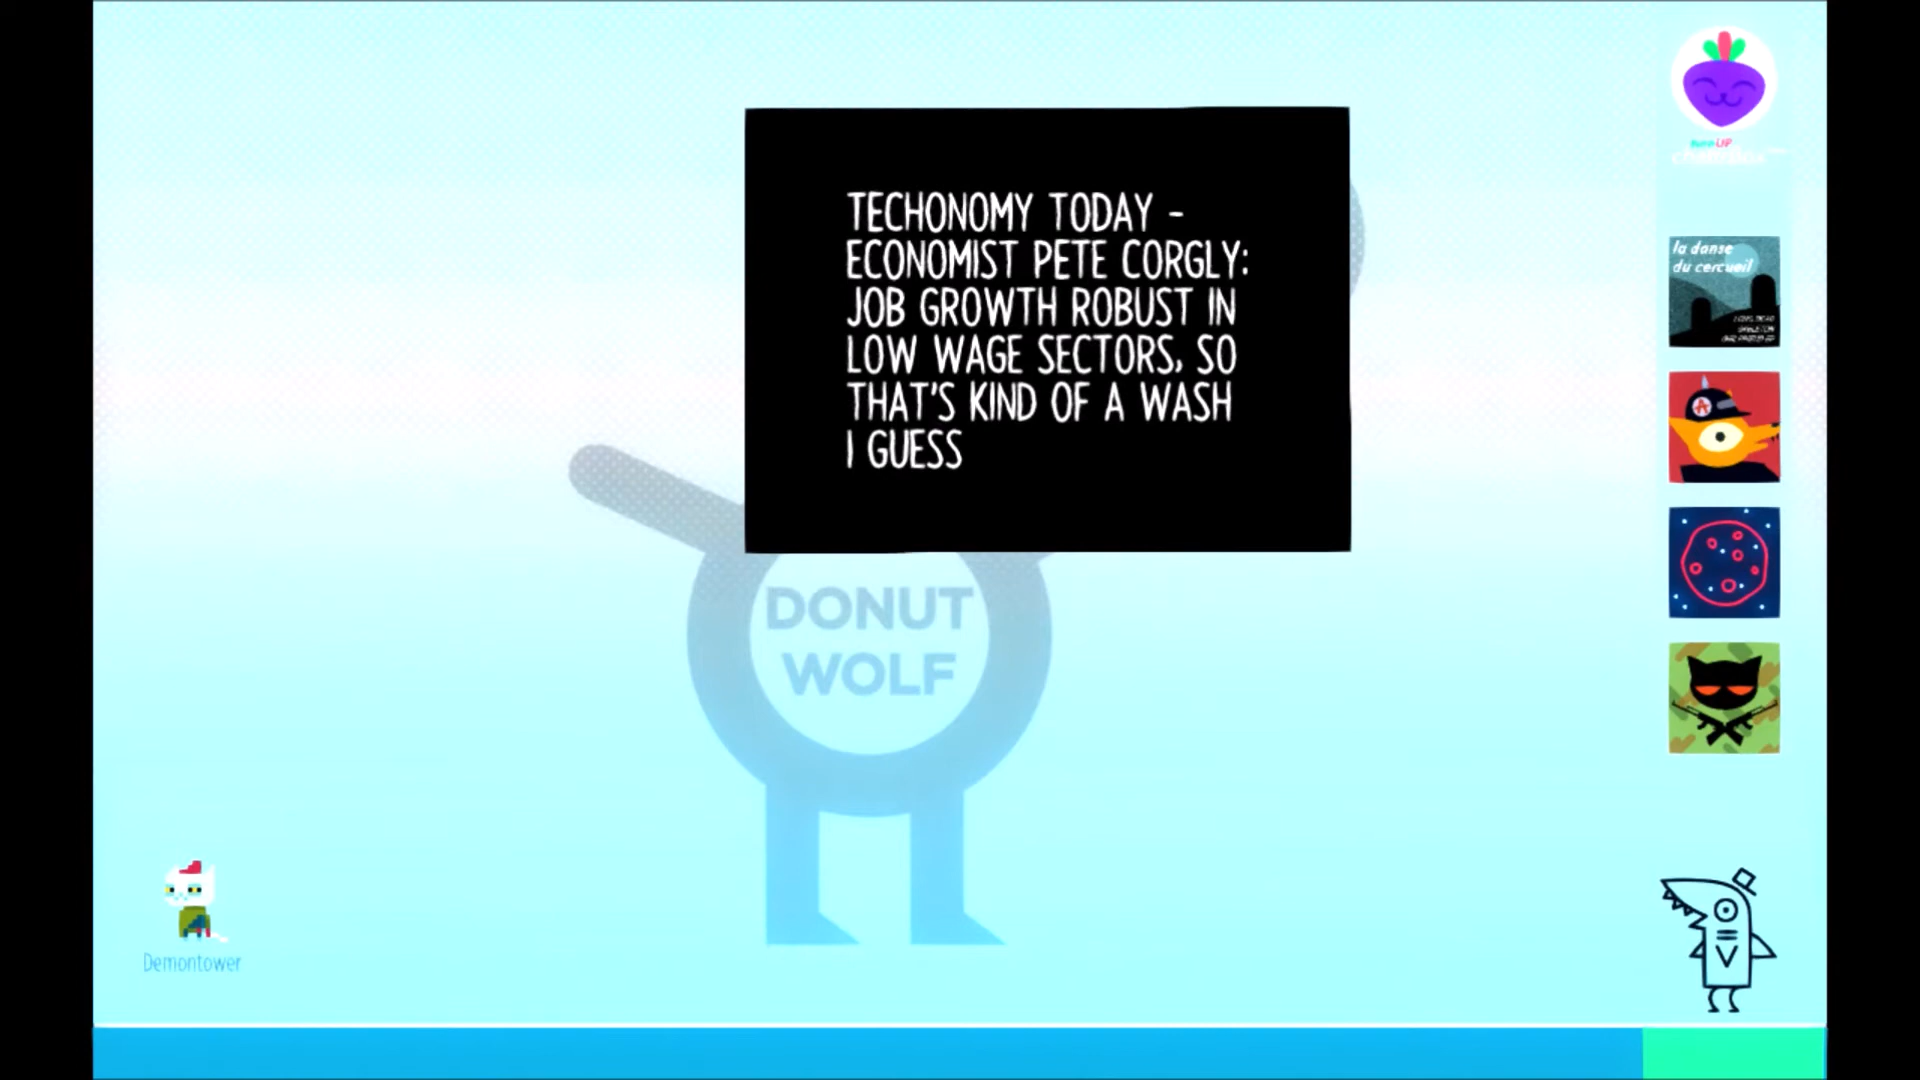 TECHONOMY TODAY -
ECONOMIST PETE CORGLY:
JOB GROWTH ROBUST IN
LOW WAGE SECTORS, SO
THAT'S KIND OF A WASH
I GUESS
DONUT
WOLF
Demontower
UP
la danse
du cercueil
A